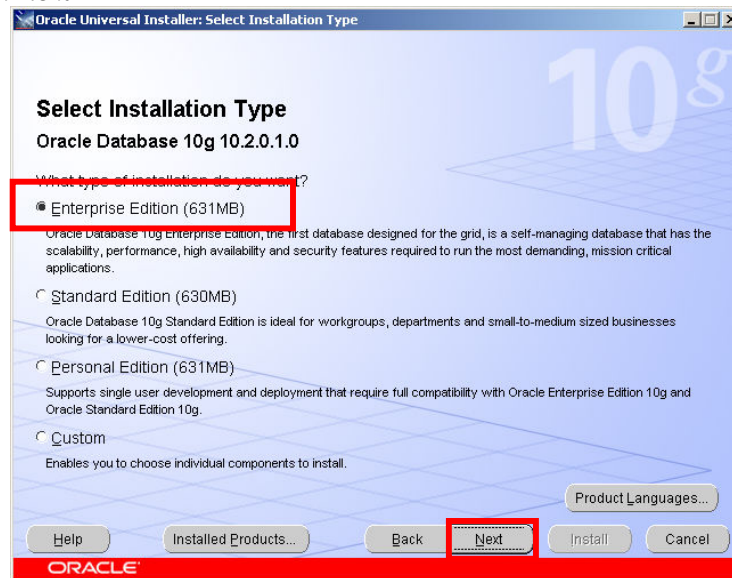 Oracle Universal Installer: Select Installation Type
10g
Select Installation Type
Oracle Database 10g 10.2.0.1.0
What type of installation do you want?
Enterprise Edition (631MB)
Oracle Database 10g Enterprise Edition, the first database designed for the grid, is a self-managing database that has the
scalability, performance, high availability and security features required to run the most demanding, mission critical
applications.
Standard Edition (630MB)
Oracle Database 10g Standard Edition is ideal for workgroups, departments and small-to-medium sized businesses
looking for a lower-cost offering.
Personal Edition (631MB)
Supports single user development and deployment that require full compatibility with Oracle Enterprise Edition 10g and
Oracle Standard Edition 10g.
Custom
Enables you to choose individual components to install.
Product Languages...
Help Installed Products... Back Next Install Cancel
ORACLE